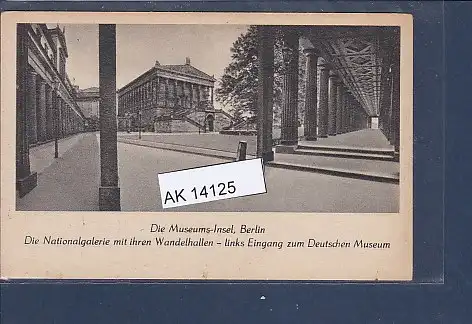 AK 14125
Die Museums-Insel, Berlin
Die Nationalgalerie mit ihren Wandelhallen - links Eingang zum Deutschen Museum